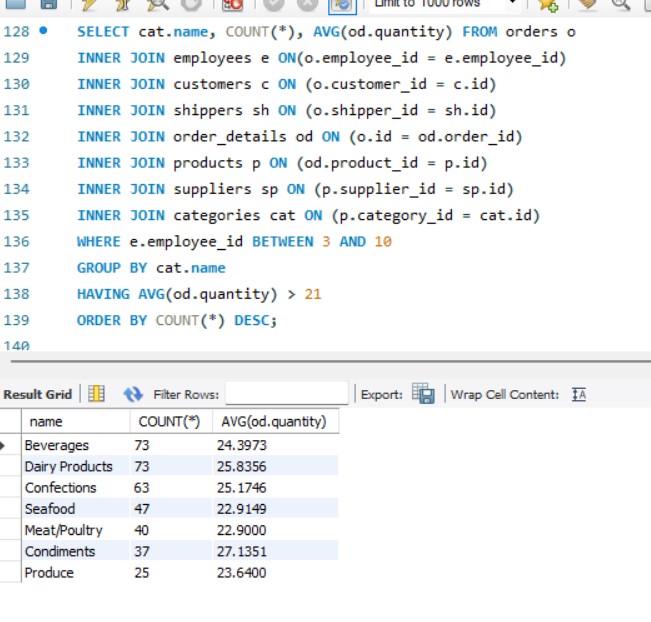 Limit to 1000 rows
128 SELECT cat.name, COUNT(*), AVG(od.quantity) FROM orders o
129 INNER JOIN employees e ON(o.employee_id = e.employee_id)
130 INNER JOIN customers c ON (o.customer_id = c.id)
131 INNER JOIN shippers sh ON (o.shipper_id = sh.id)
132 INNER JOIN order_details od ON (o.id = od.order_id)
133 INNER JOIN products p ON (od.product_id = p.id)
134 INNER JOIN suppliers sp ON (p.supplier_id = sp.id)
135 INNER JOIN categories cat ON (p.category_id = cat.id)
136 WHERE e.employee_id BETWEEN 3 AND 10
137 GROUP BY cat.name
138 HAVING AVG(od.quantity) > 21
139 ORDER BY COUNT(*) DESC;
140
Result Grid Filter Rows: Export: Wrap Cell Content: IA
name COUNT(*) AVG(od.quantity)
Beverages 73 24.3973
Dairy Products 73 25.8356
Confections 63 25.1746
Seafood 47 22.9149
Meat/Poultry 40 22.9000
Condiments 37 27.1351
Produce 25 23.6400